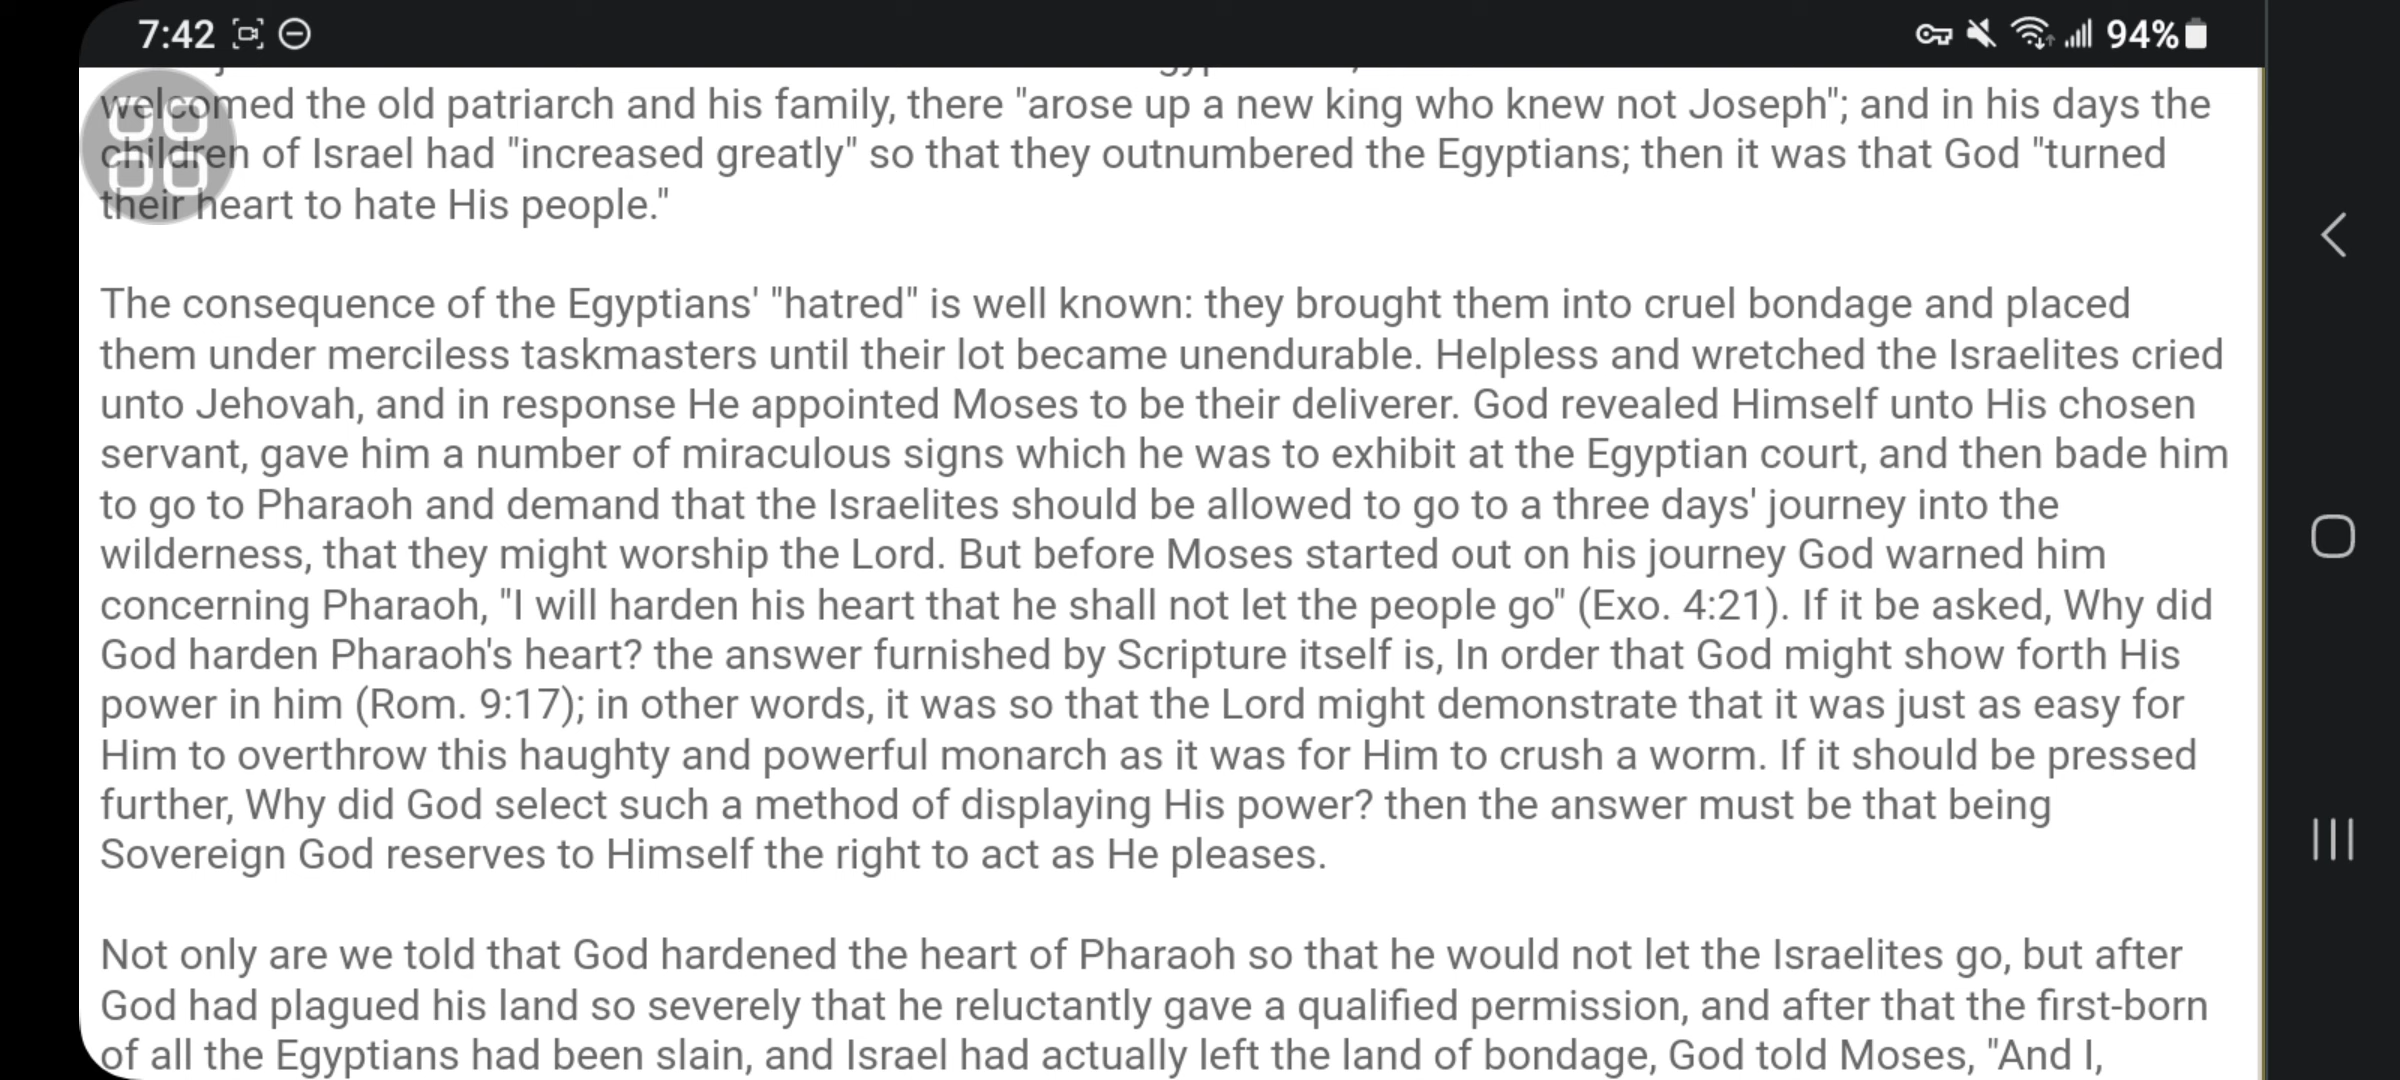 7:42
94%
welcomed the old patriarch and his family, there "arose up a new king who knew not Joseph"; and in his days the
children of Israel had "increased greatly" so that they outnumbered the Egyptians; then it was that God "turned
their heart to hate His people."
The consequence of the Egyptians' "hatred" is well known: they brought them into cruel bondage and placed
them under merciless taskmasters until their lot became unendurable. Helpless and wretched the Israelites cried
unto Jehovah, and in response He appointed Moses to be their deliverer. God revealed Himself unto His chosen
servant, gave him a number of miraculous signs which he was to exhibit at the Egyptian court, and then bade him
to go to Pharaoh and demand that the Israelites should be allowed to go to a three days' journey into the
wilderness, that they might worship the Lord. But before Moses started out on his journey God warned him
concerning Pharaoh, "I will harden his heart that he shall not let the people go" (Exo. 4:21). If it be asked, Why did
God harden Pharaoh's heart? the answer furnished by Scripture itself is, In order that God might show forth His
power in him (Rom. 9:17); in other words, it was so that the Lord might demonstrate that it was just as easy for
Him to overthrow this haughty and powerful monarch as it was for Him to crush a worm. If it should be pressed
further, Why did God select such a method of displaying His power? then the answer must be that being
Sovereign God reserves to Himself the right to act as He pleases.
Not only are we told that God hardened the heart of Pharaoh so that he would not let the Israelites go, but after
God had plagued his land so severely that he reluctantly gave a qualified permission, and after that the first-born
of all the Egyptians had been slain, and Israel had actually left the land of bondage, God told Moses, "And I,